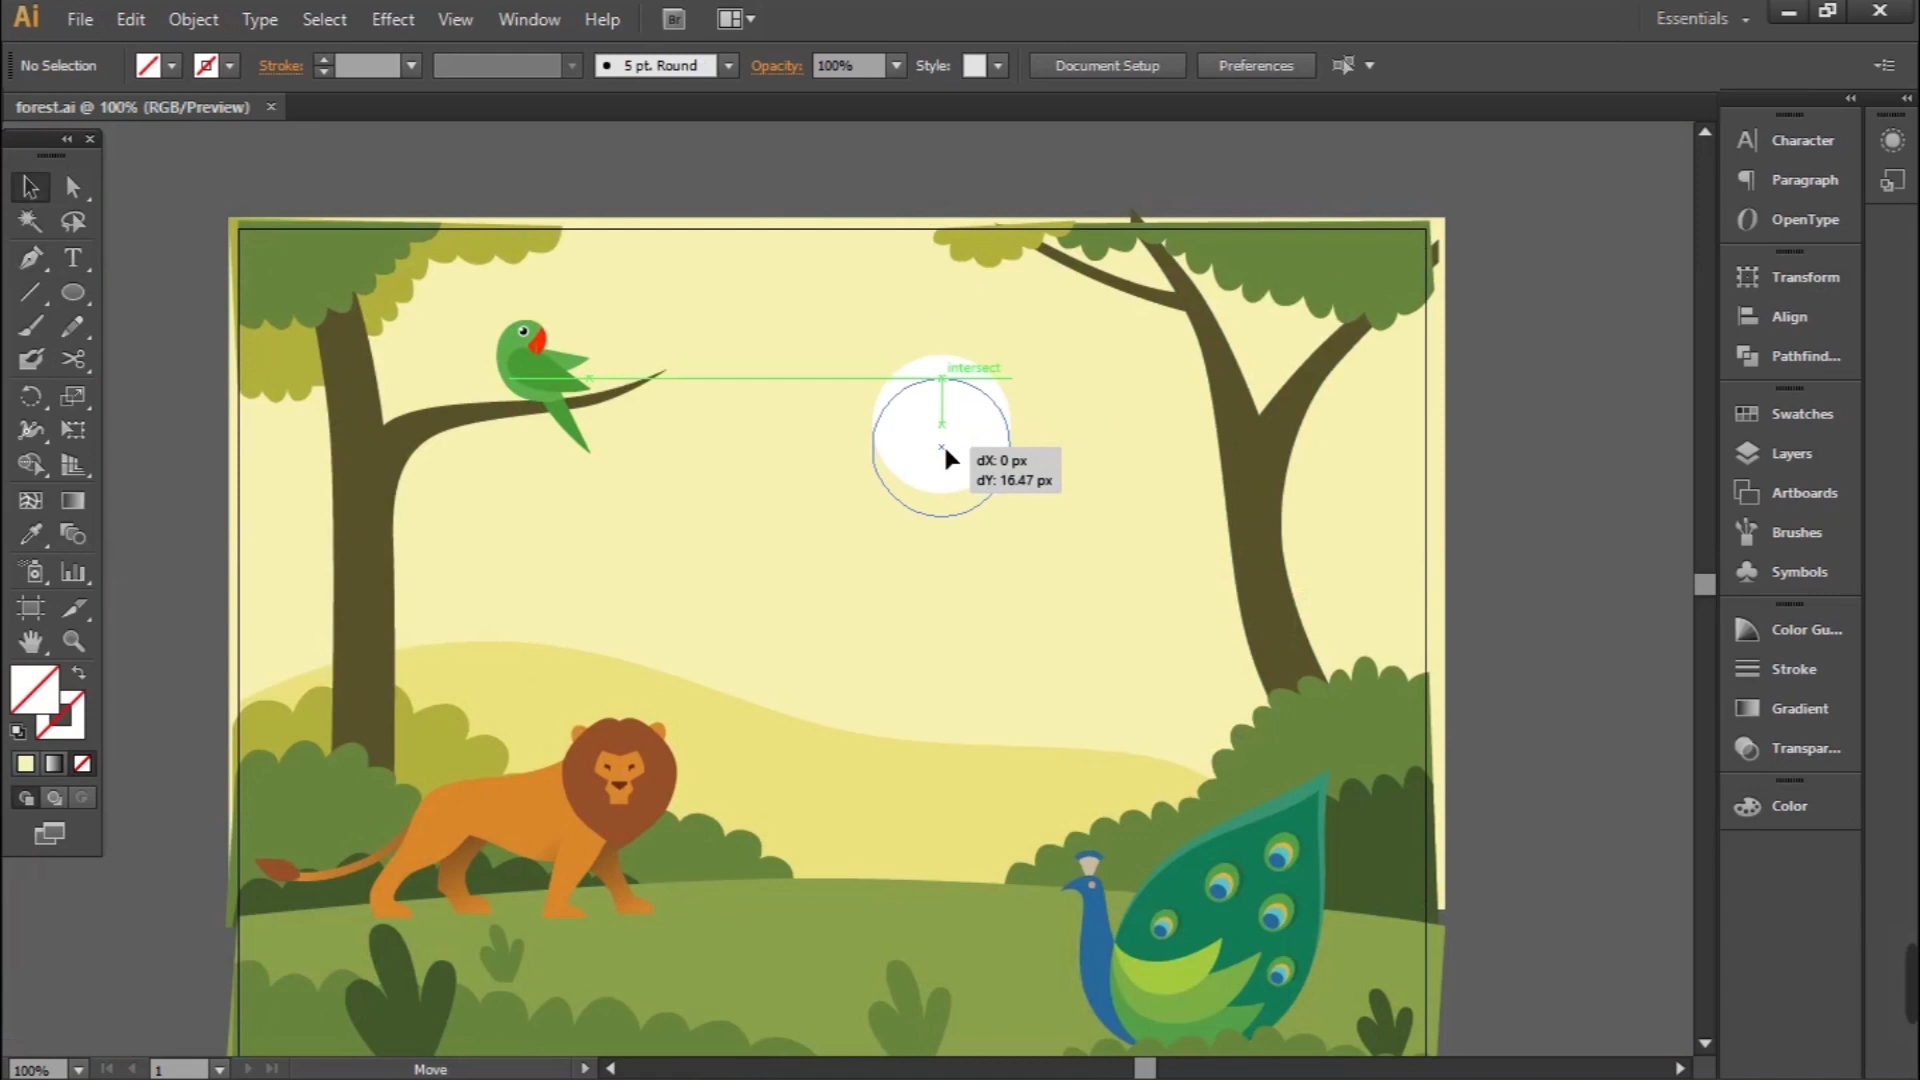 Ai File Edit Object Type Select Effect View Window Help Br Essentials
No Selection Stroke: 5 pt. Round Opacity: 100% Style: Document Setup Preferences
forest.ai @ 100% (RGB/Preview)
Character
Paragraph
OpenType
Transform
Align
Pathfind...
Swatches
Layers
Artboards
Brushes
Symbols
Color Gu...
Stroke
Gradient
Transpar...
Color
intersect
dX: 0 px
dY: 16.47 px
100% 1 Move